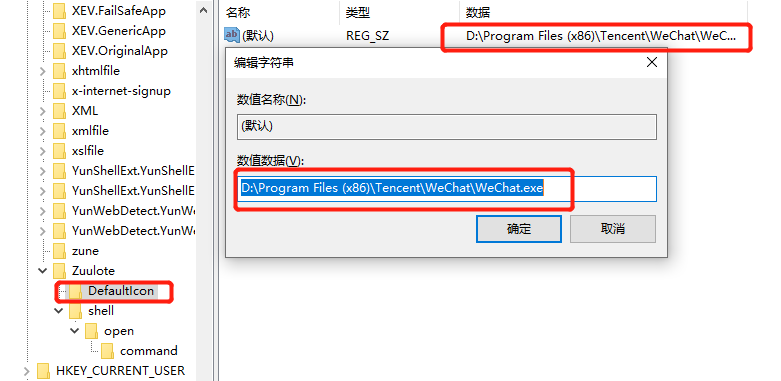 XEV.FailSafeApp
XEV.GenericApp
XEV.OriginalApp
xhtmlfile
x-internet-signup
XML
xmlfile
xslfile
YunShellExt.YunShellE
YunShellExt.YunShellE
YunWebDetect.YunWe
YunWebDetect.YunWe
zune
Zuulote
DefaultIcon
shell
open
command
HKEY_CURRENT_USER
名称 类型 数据
(默认) REG_SZ D:\Program Files (x86)\Tencent\WeChat\WeC...
编辑字符串
数值名称(N):
(默认)
数值数据(V):
D:\Program Files (x86)\Tencent\WeChat\WeChat.exe
确定 取消